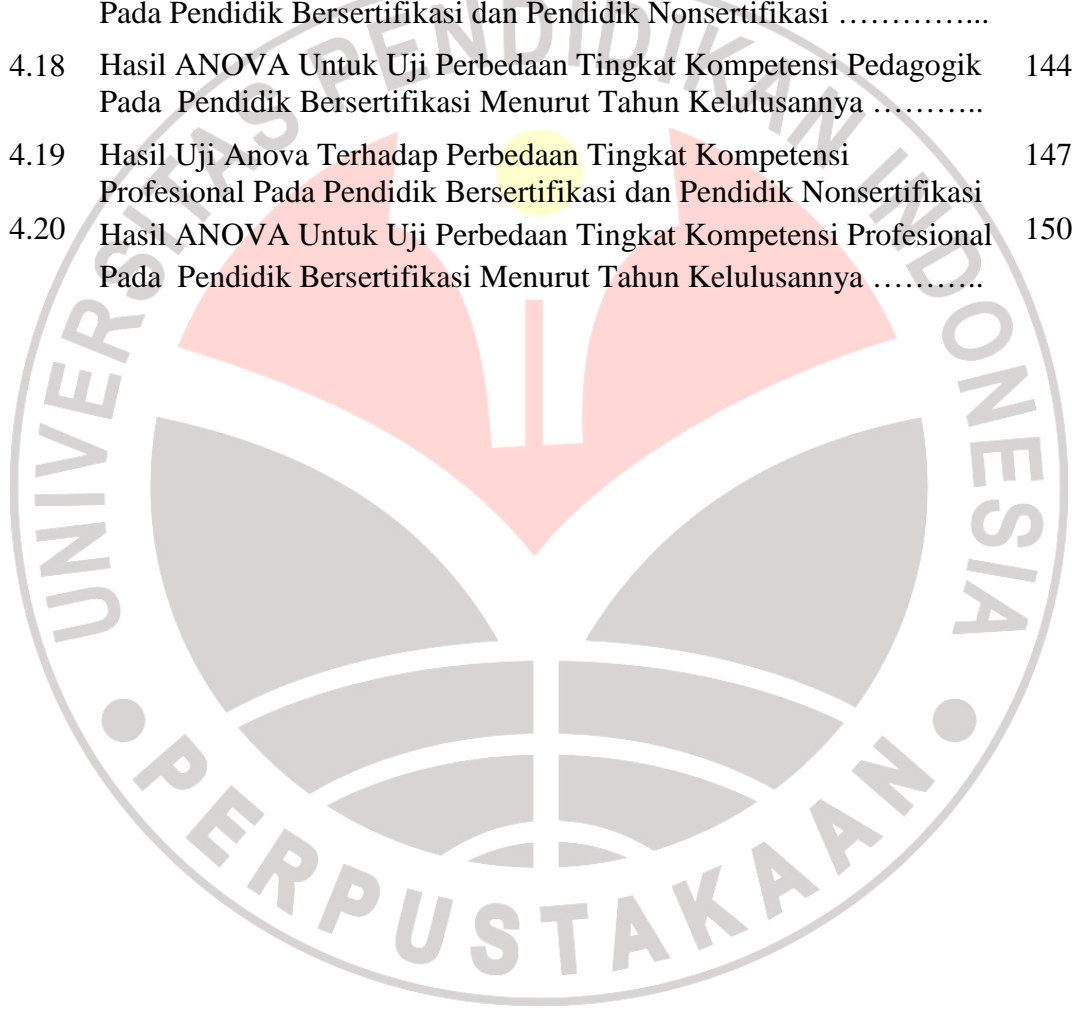 Pada Pendidik Bersertifikasi dan Pendidik Nonsertifikasi …………...
4.18 Hasil ANOVA Untuk Uji Perbedaan Tingkat Kompetensi Pedagogik 144
Pada Pendidik Bersertifikasi Menurut Tahun Kelulusannya ………..
4.19 Hasil Uji Anova Terhadap Perbedaan Tingkat Kompetensi 147
Profesional Pada Pendidik Bersertifikasi dan Pendidik Nonsertifikasi
4.20 Hasil ANOVA Untuk Uji Perbedaan Tingkat Kompetensi Profesional 150
Pada Pendidik Bersertifikasi Menurut Tahun Kelulusannya ………..
UNIVERSITAS PENDIDIKAN INDONESIA
PERPUSTAKAAN